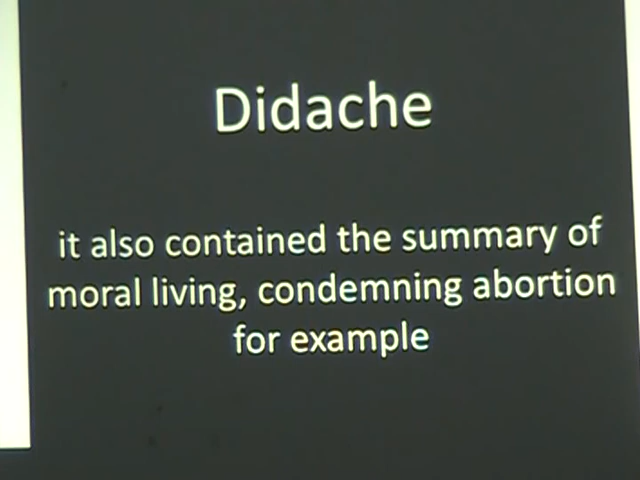 Didache
it also contained the summary of
moral living, condemning abortion
for example